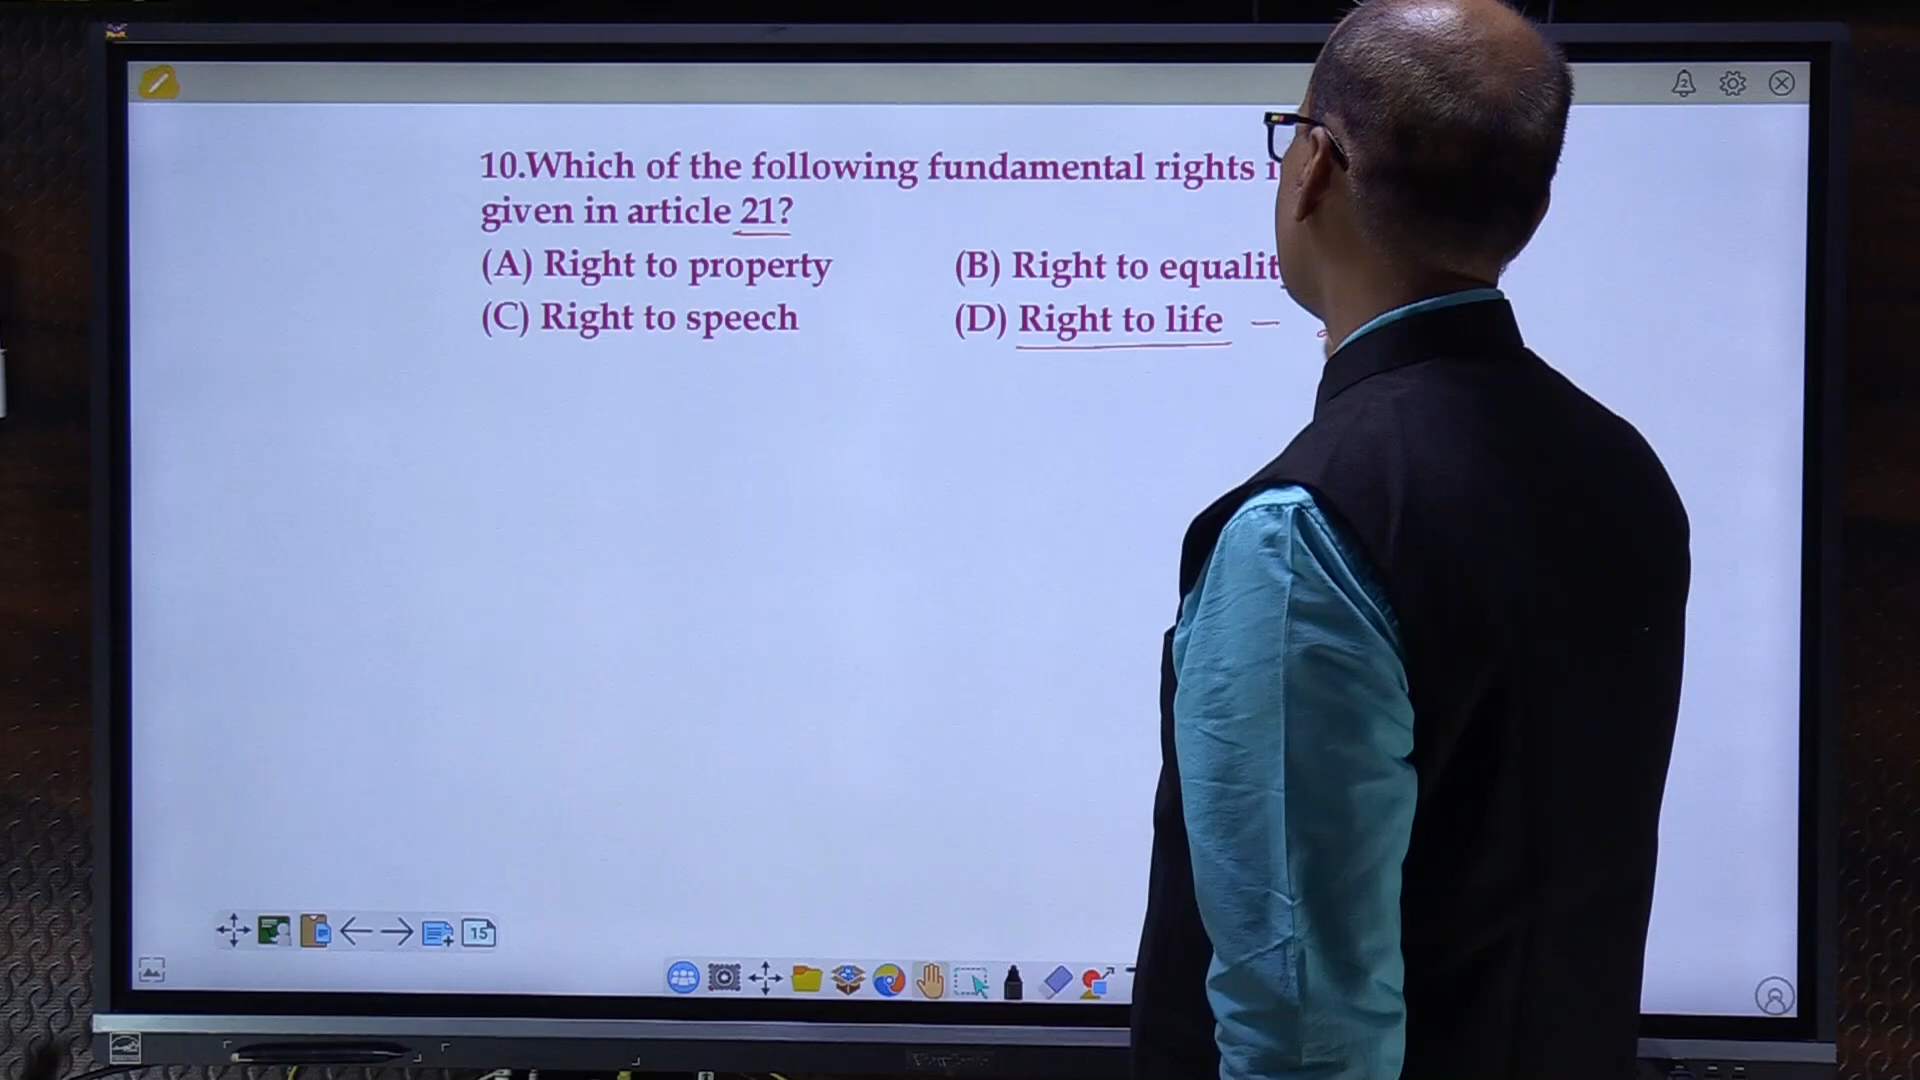 10.Which of the following fundamental rights
given in article 21?
(A) Right to property (B) Right to equalit
(C) Right to speech (D) Right to life –
15
2